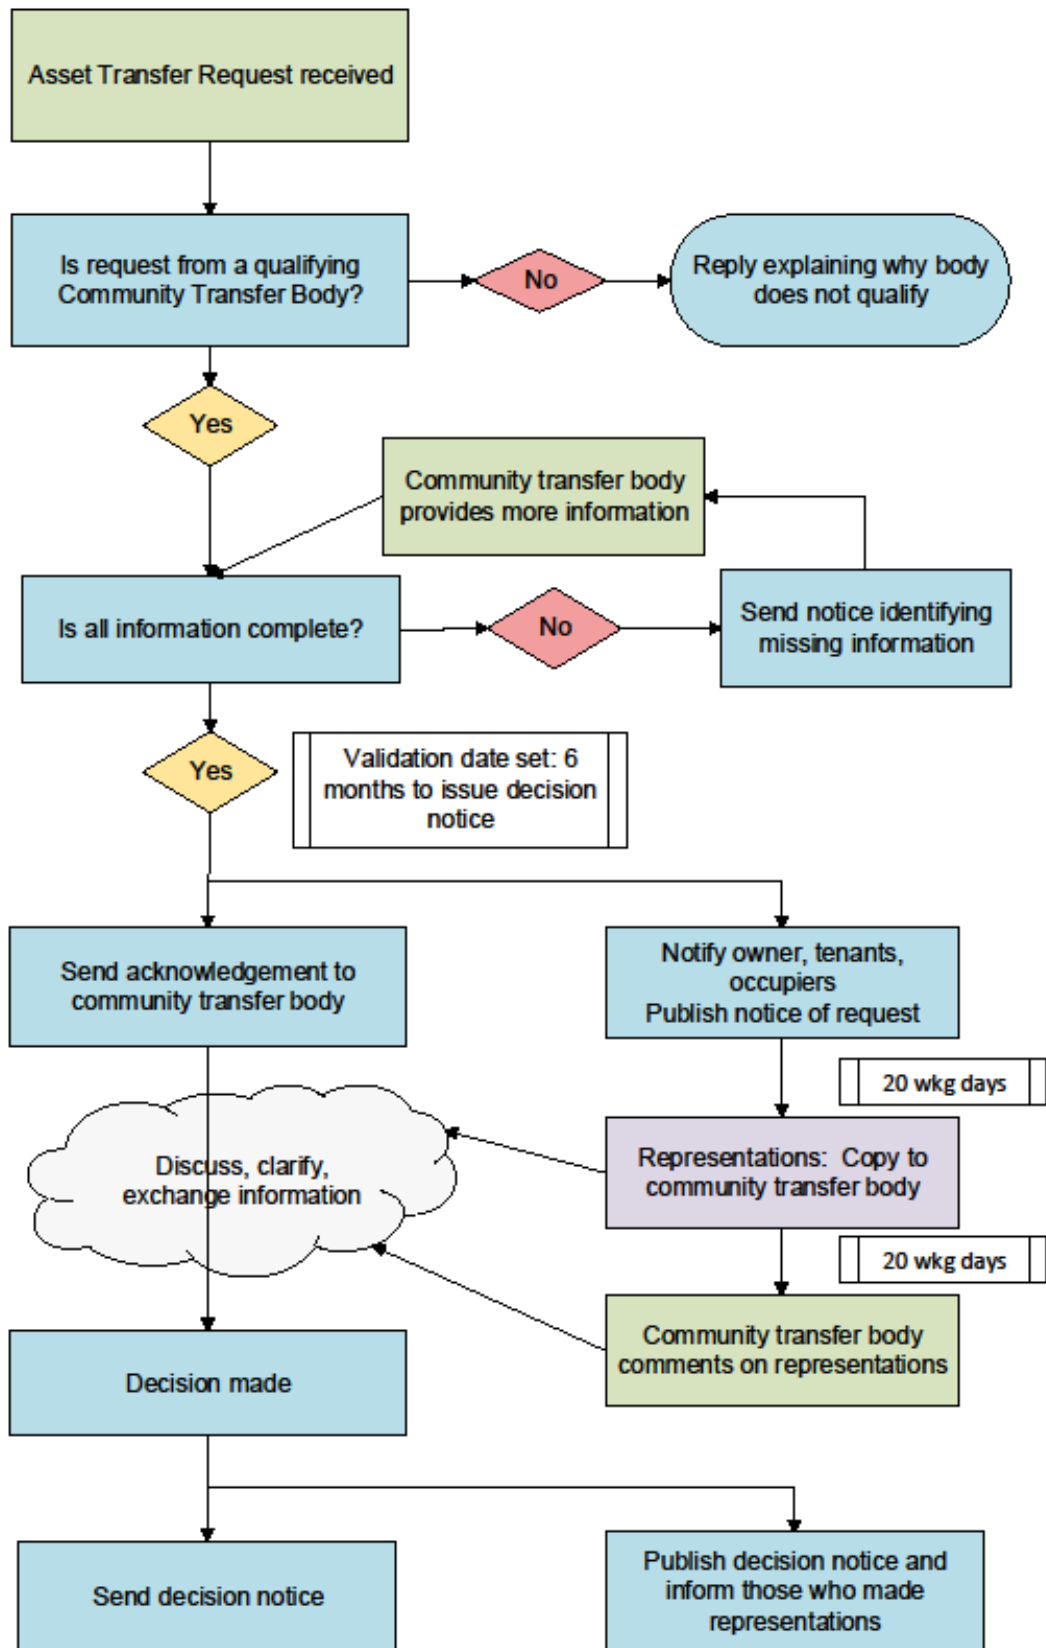 Asset Transfer Request received
Is request from a qualifying
Community Transfer Body?
No
Reply explaining why body
does not qualify
Yes
Community transfer body
provides more information
Is all information complete?
No
Send notice identifying
missing information
Yes
Validation date set: 6
months to issue decision
notice
Send acknowledgement to
community transfer body
Notify owner, tenants,
occupiers
Publish notice of request
20 wkg days
Discuss, clarify,
exchange information
Representations: Copy to
community transfer body
20 wkg days
Community transfer body
comments on representations
Decision made
Send decision notice
Publish decision notice and
inform those who made
representations